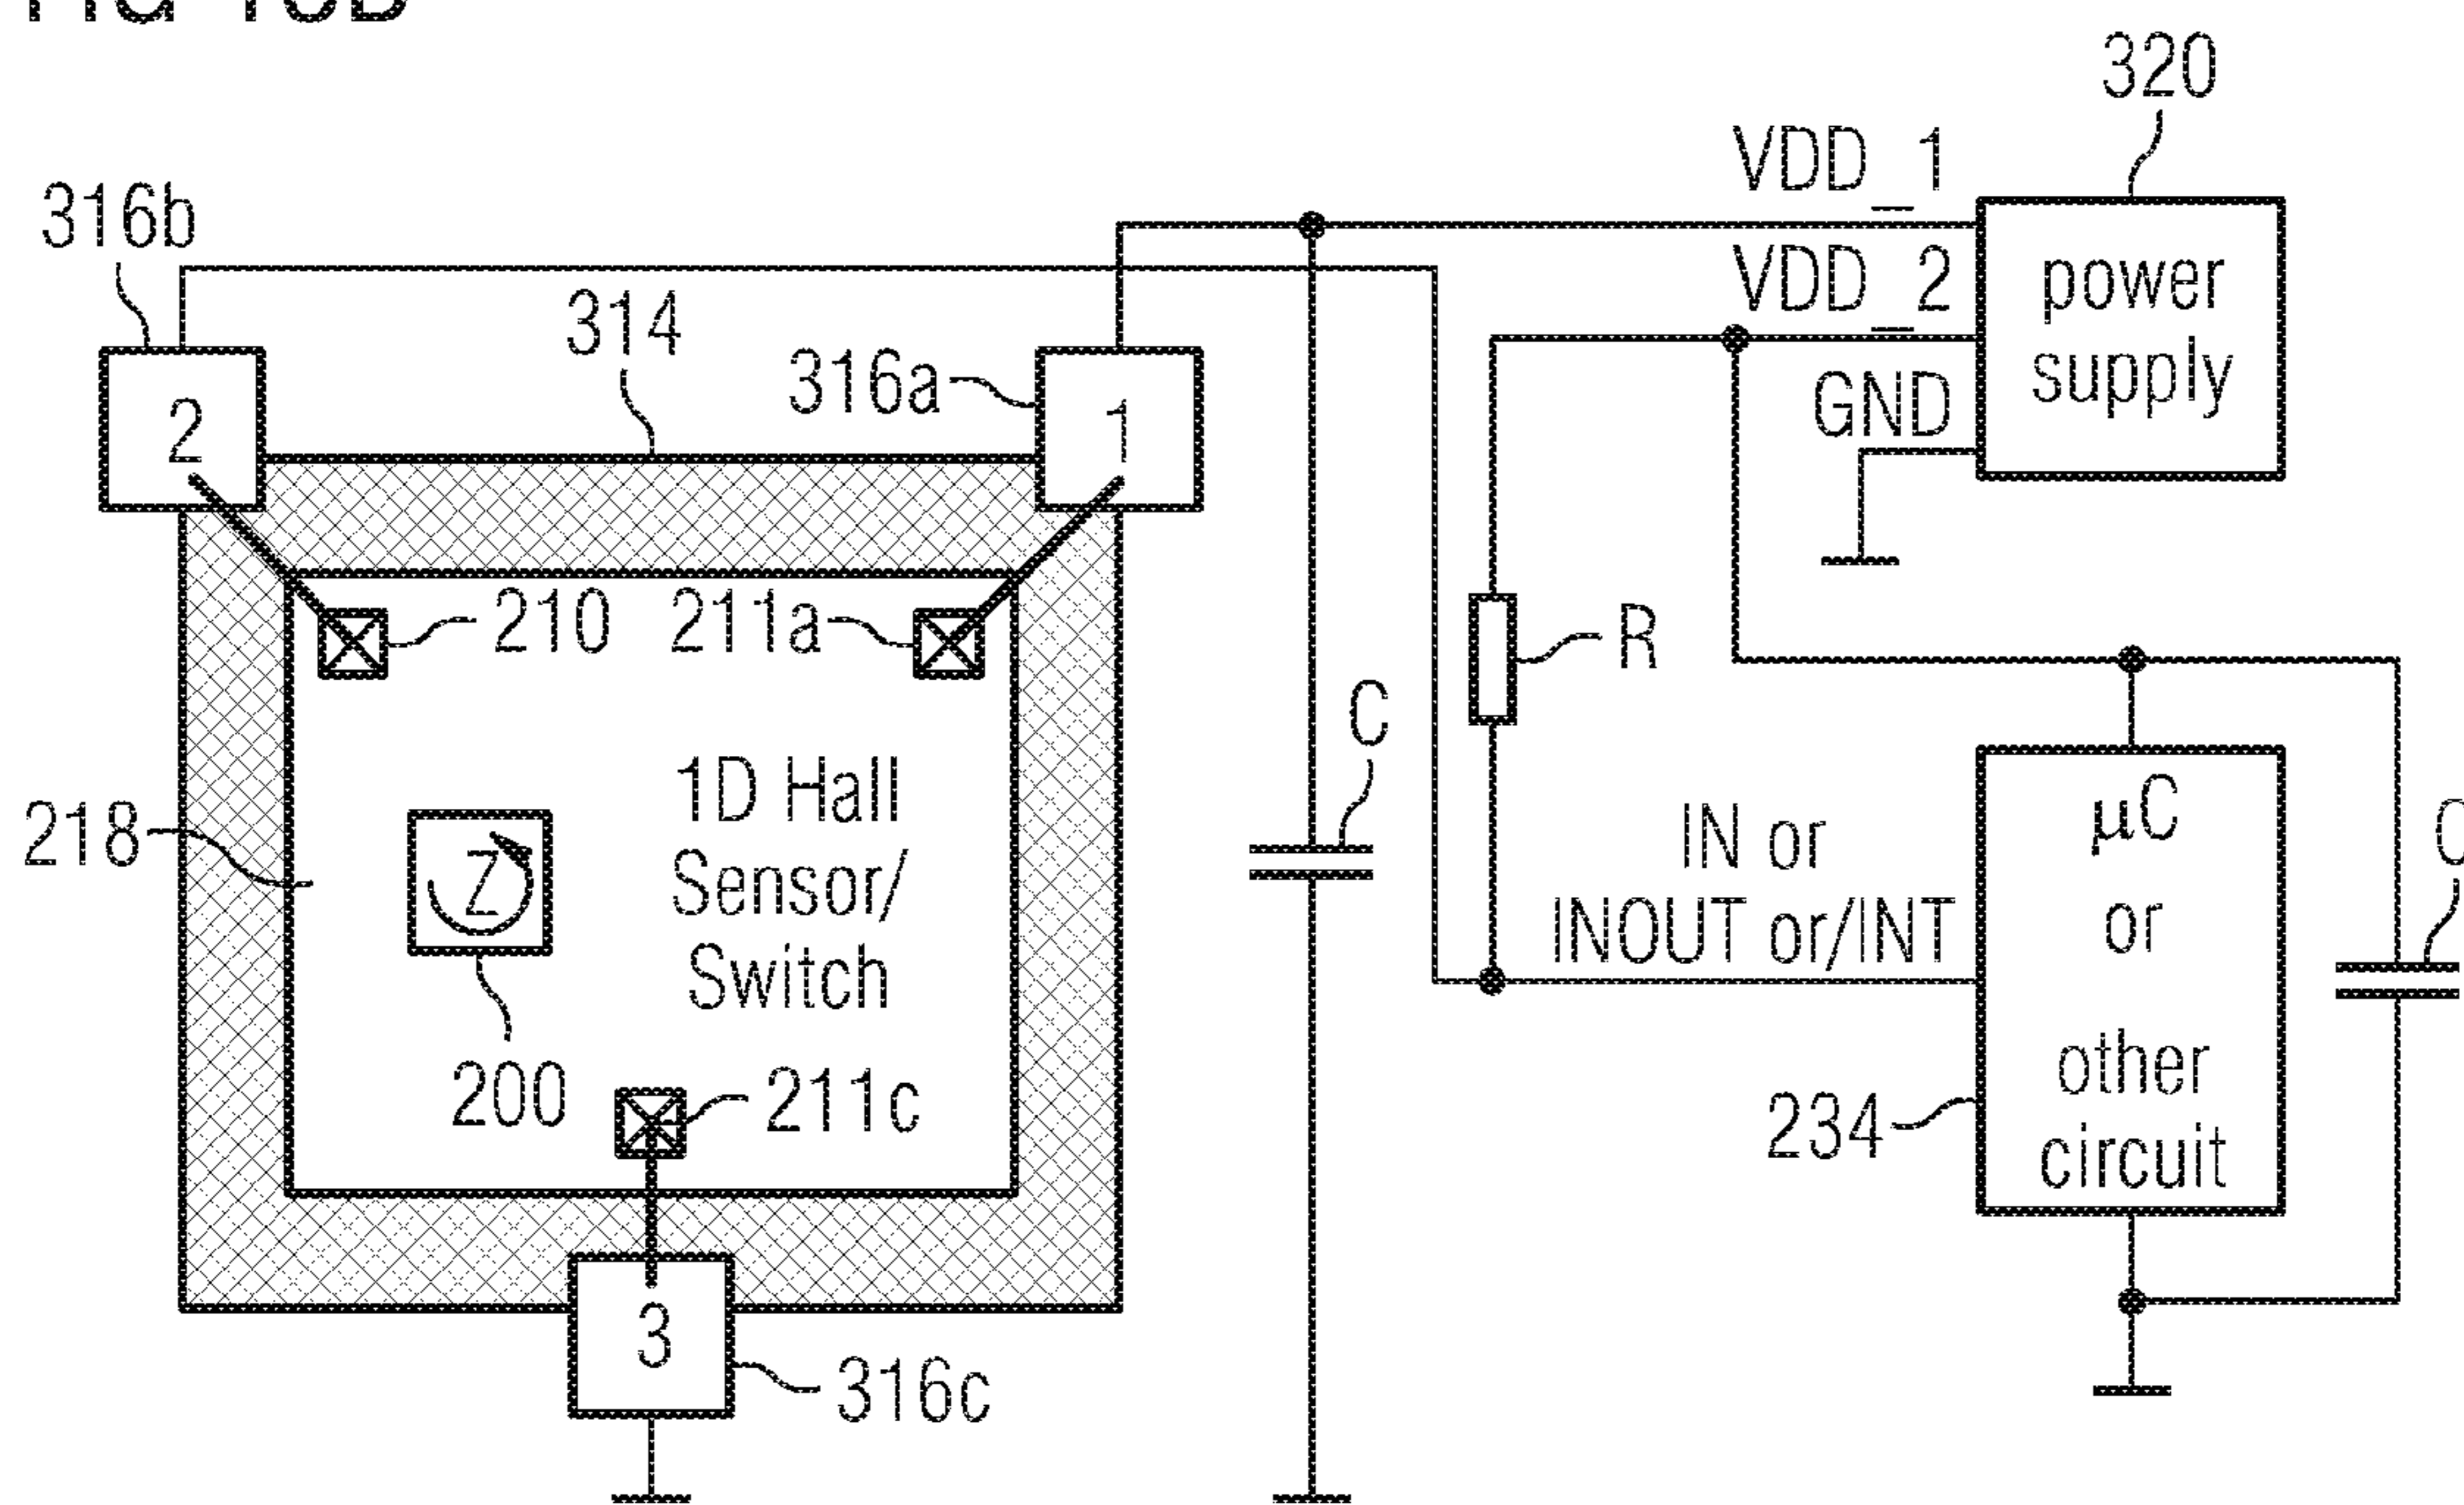 320
VDD_1
VDD_2
GND
power
supply
316b
2
314
316a
1
210
211a
R
C
218
1D Hall
Sensor/
Switch
Z
200
211c
IN or
INOUT or/INT
µC
or
other
circuit
234
3
316c